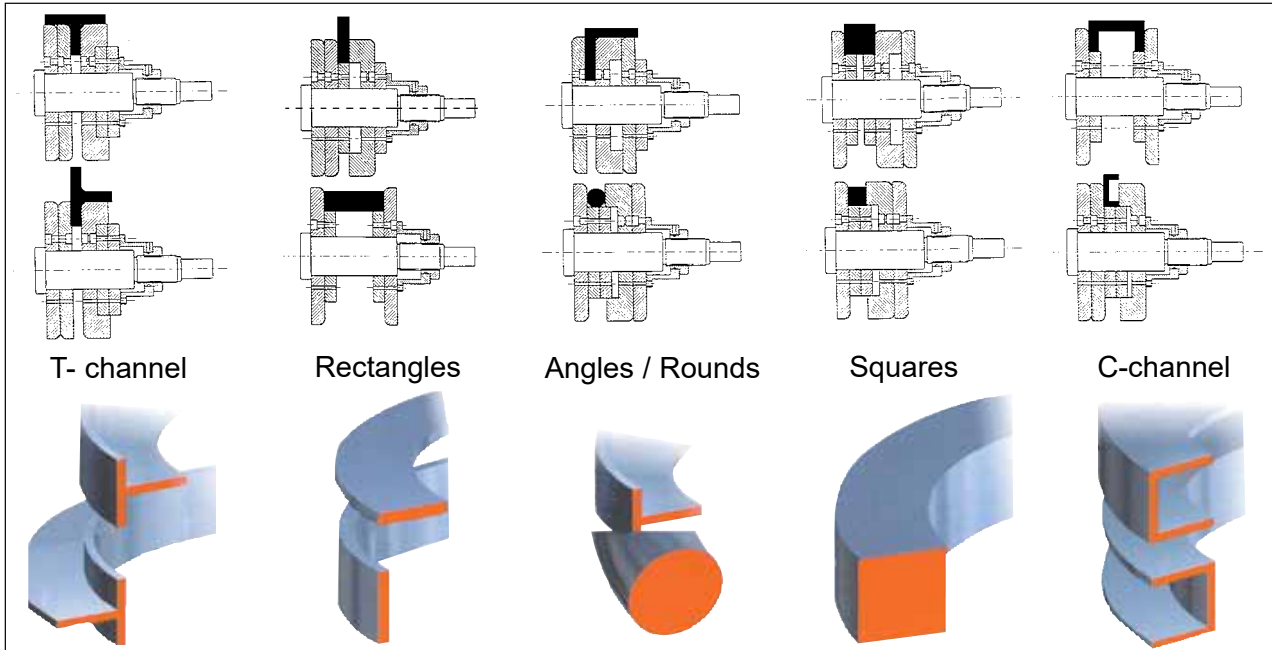 T- channel
Rectangles
Angles / Rounds
Squares
C-channel